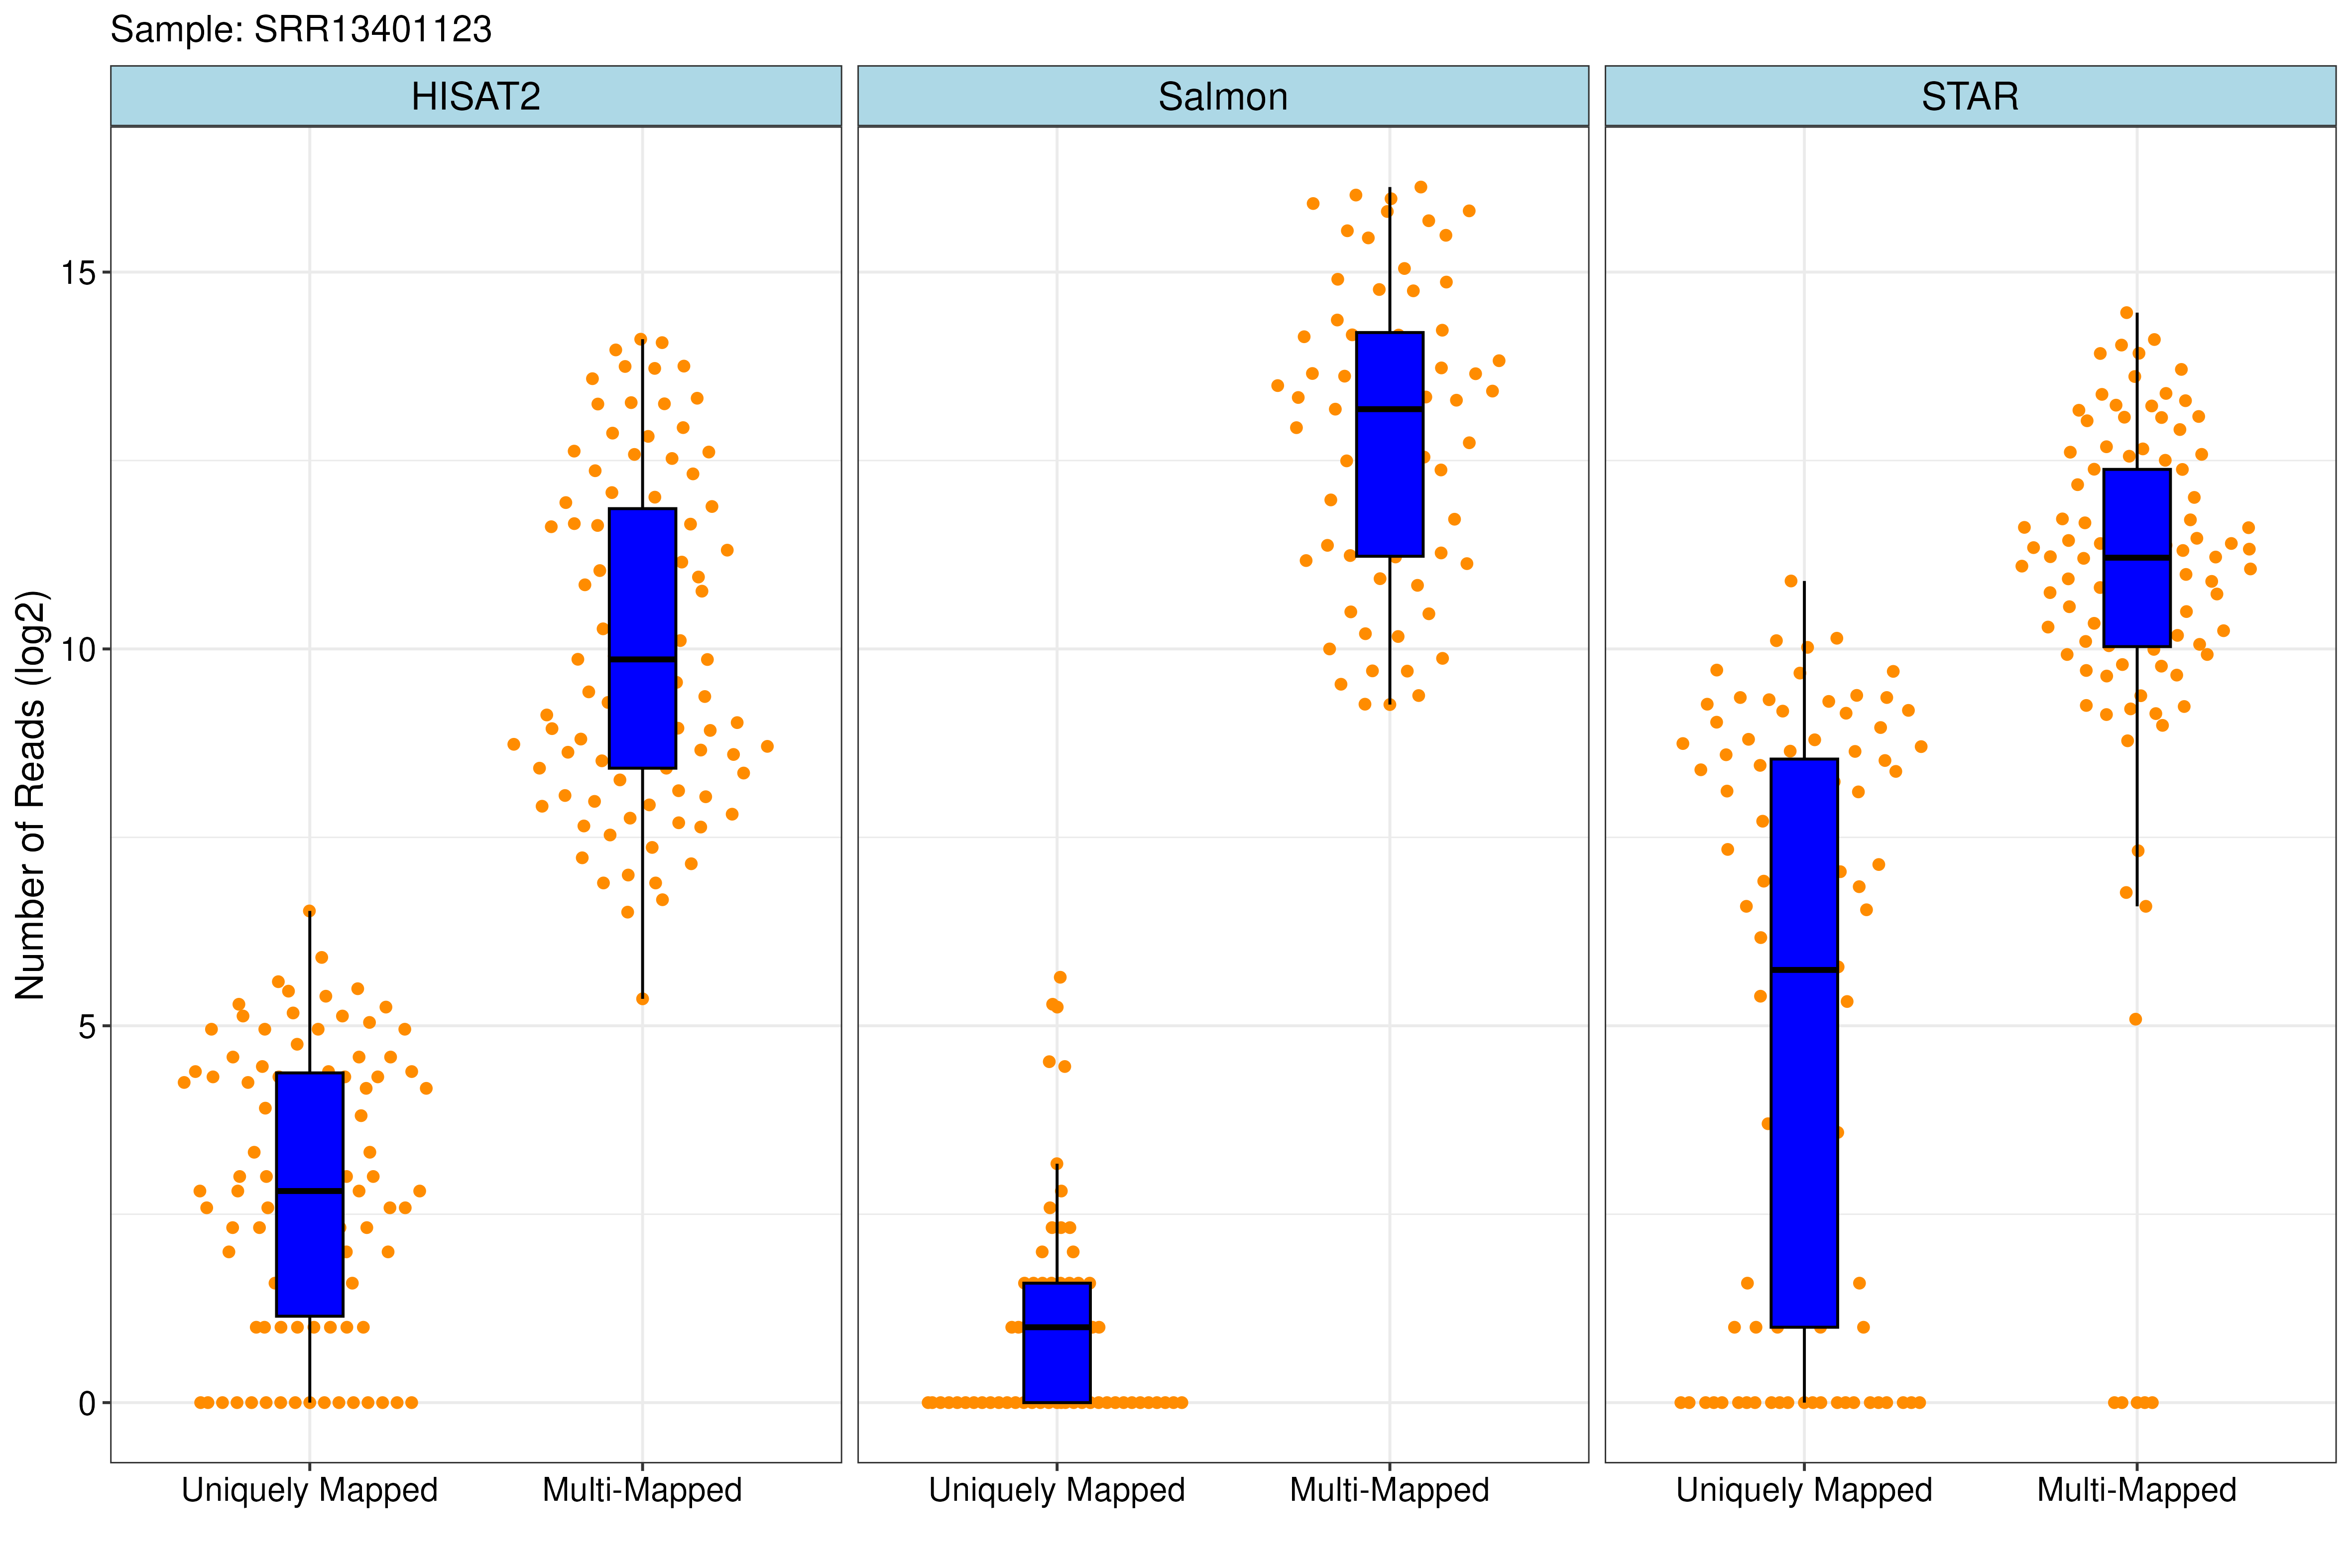 Sample: SRR13401123
HISAT2
Salmon
STAR
Number of Reads (log2)
15
10
5
0
Uniquely Mapped
Multi-Mapped
Uniquely Mapped
Multi-Mapped
Uniquely Mapped
Multi-Mapped